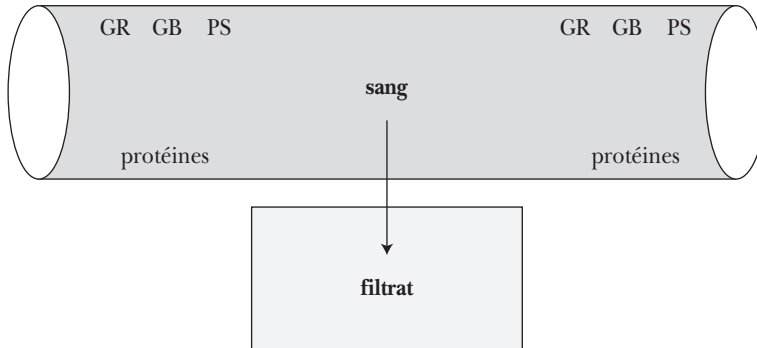 GR GB PS GR GB PS
sang
protéines protéines
filtrat